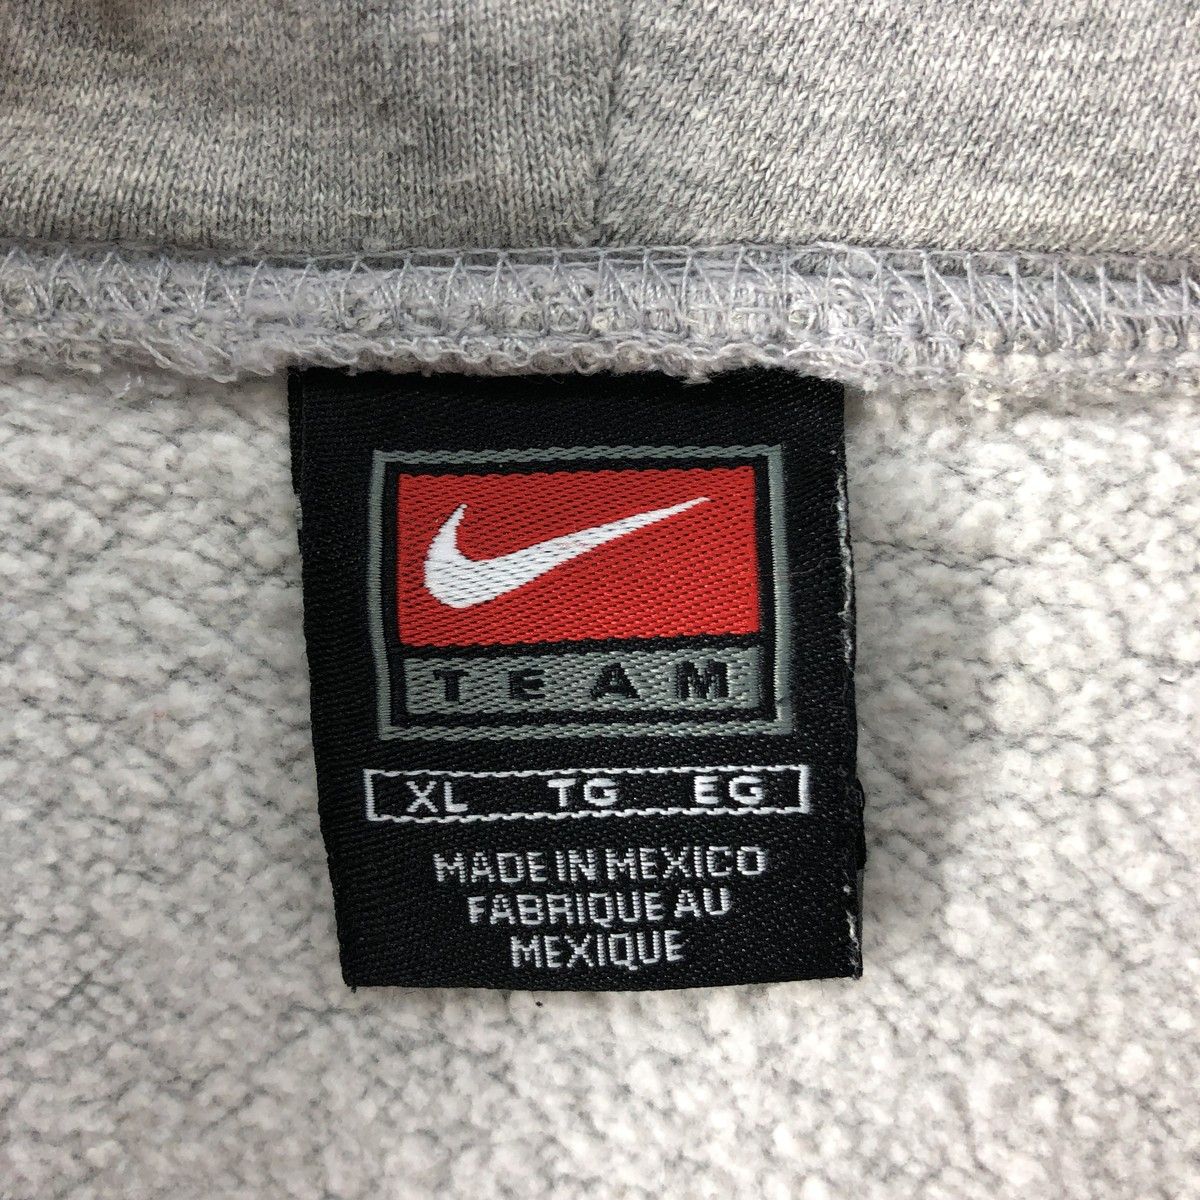 TEAM
XL TG EG
MADE IN MEXICO
FABRIQUE AU
MEXIQUE